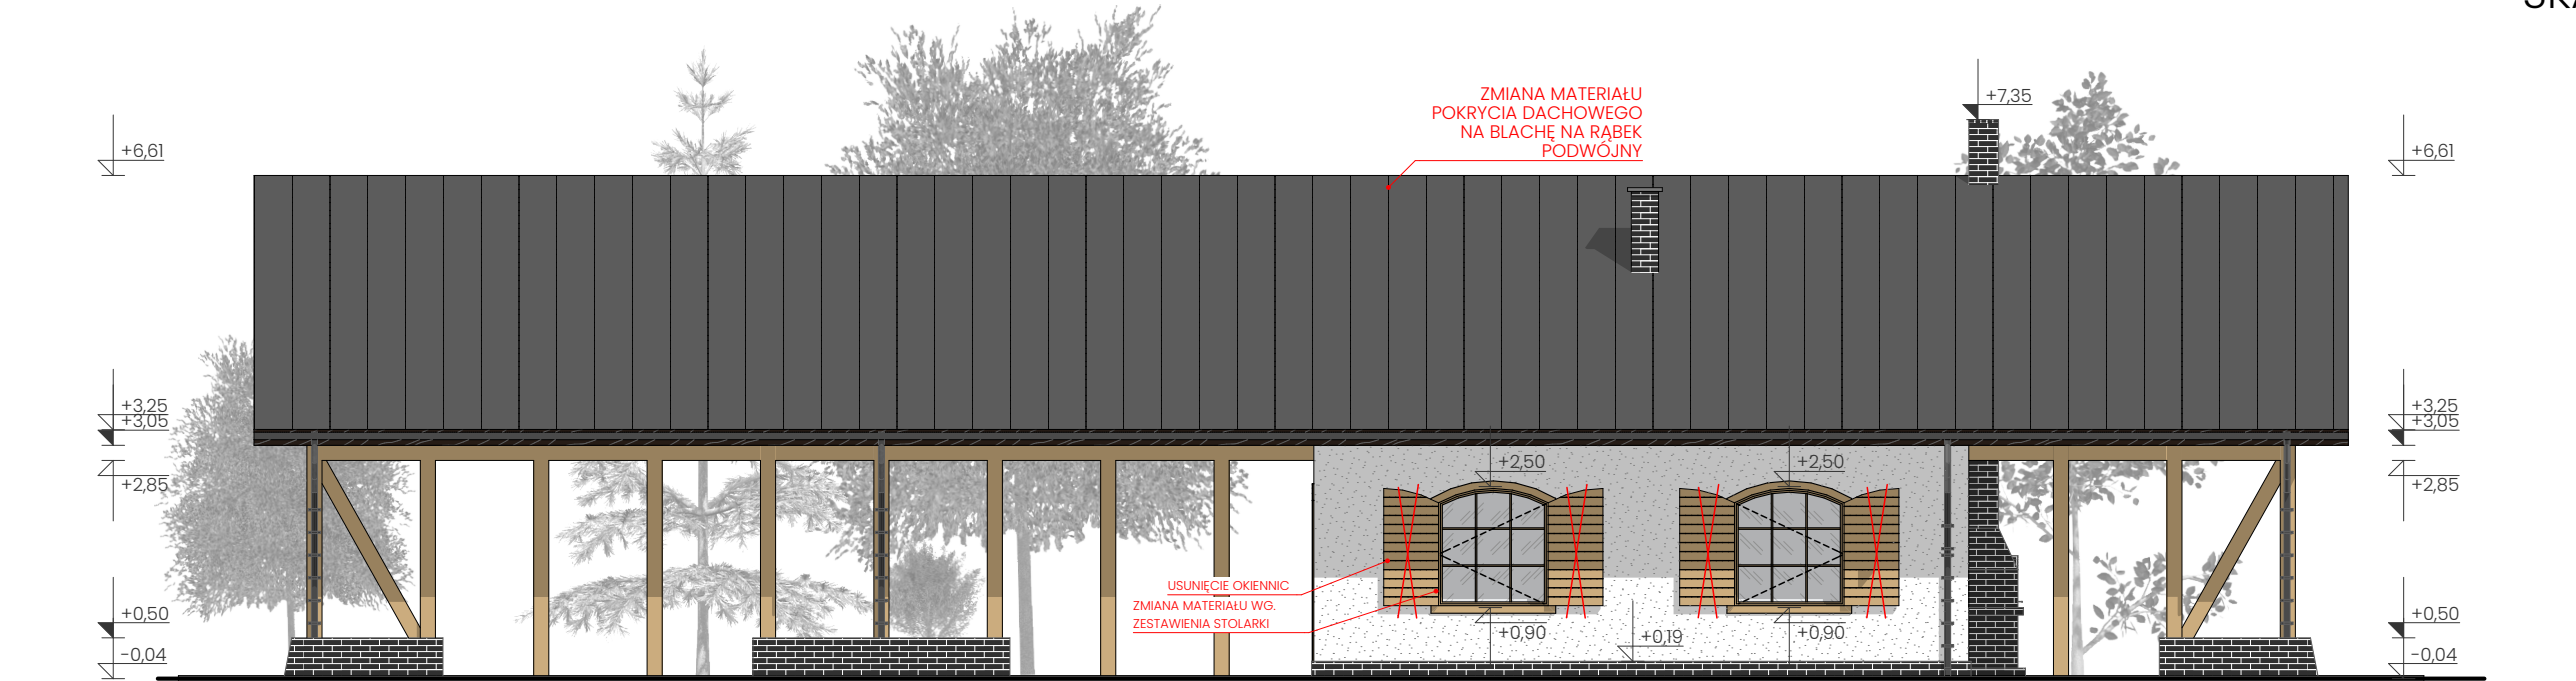 ZMIANA MATERIAŁU
POKRYCIA DACHOWEGO
NA BLACHĘ NA RĄBEK
PODWÓJNY
+7,35
+6,61
+6,61
+3,25
+3,05
+2,85
+3,25
+3,05
+2,85
+2,50
+2,50
USUNIĘCIE OKIENNIC
ZMIANA MATERIAŁU WG.
ZESTAWIENIA STOLARKI
+0,90
+0,19
+0,90
+0,50
-0,04
+0,50
-0,04